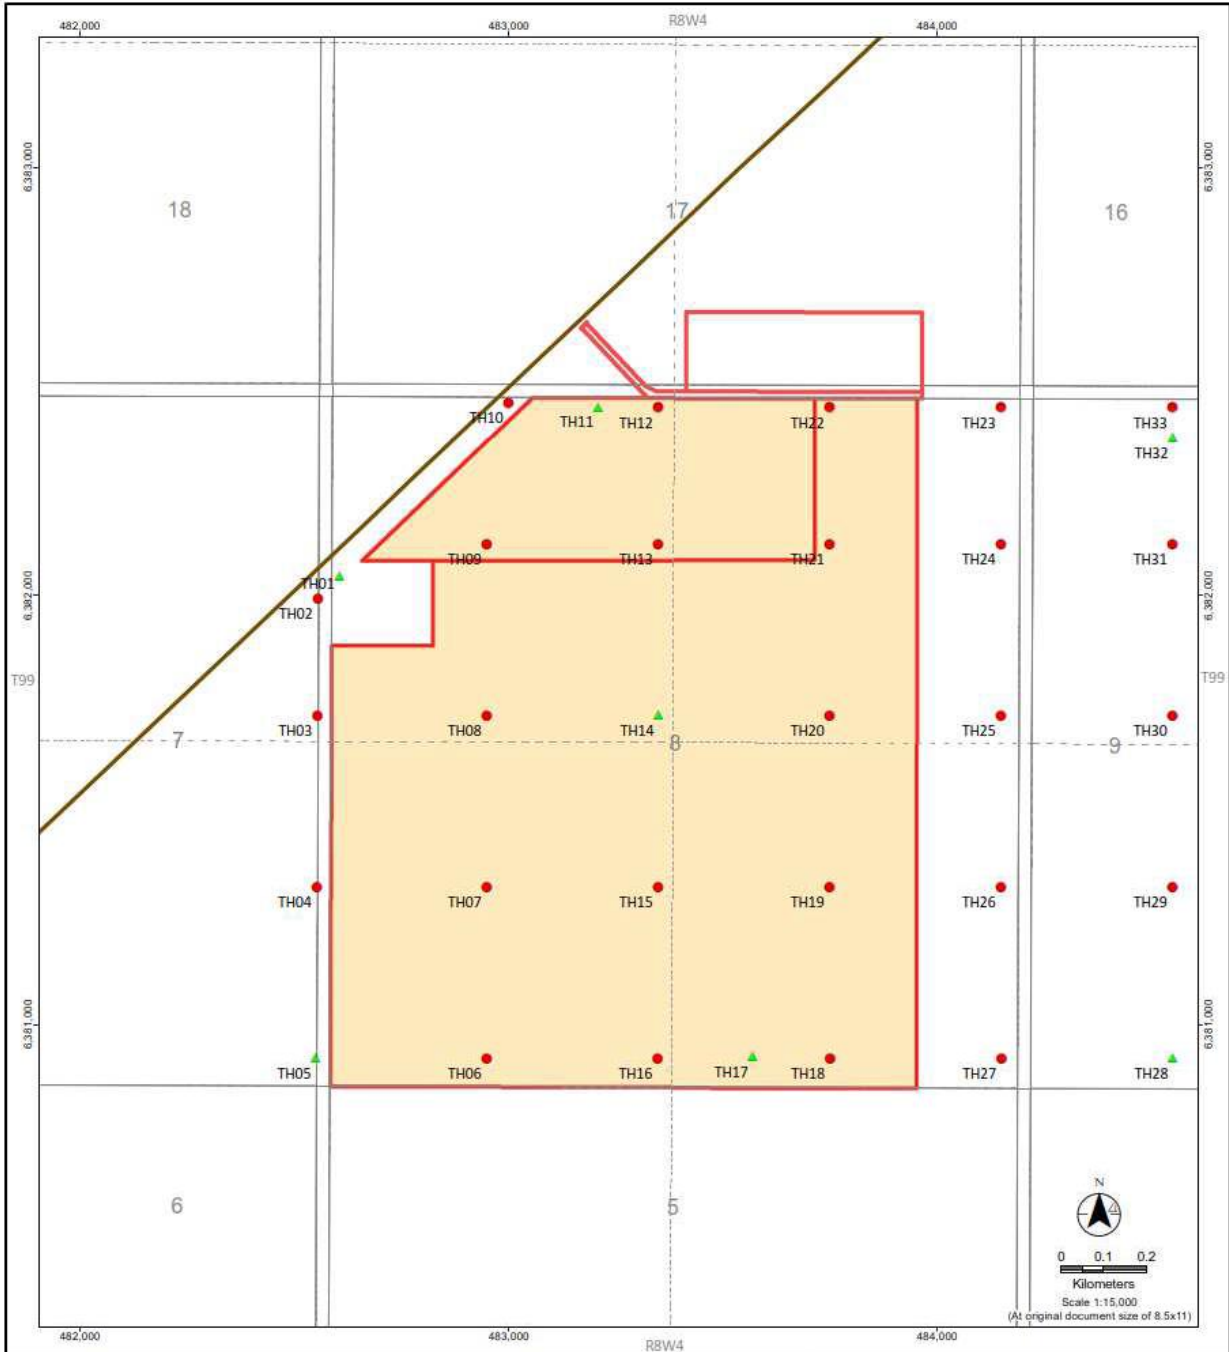 R8W4
482,000
483,000
484,000
6,383,000
6,383,000
18
17
16
TH10
TH11
TH12
TH22
TH23
TH33
TH32
TH09
TH13
TH21
TH24
TH31
TH01
6,382,000
6,382,000
TH02
T99
T99
TH03
TH08
TH14
TH20
TH25
TH30
7
8
9
TH04
TH07
TH15
TH19
TH26
TH29
6,381,000
6,381,000
TH05
TH06
TH16
TH17
TH18
TH27
TH28
6
5
N
0 0.1 0.2
Kilometers
Scale 1:15,000
(At original document size of 8.5x11)
482,000
483,000
484,000
R8W4